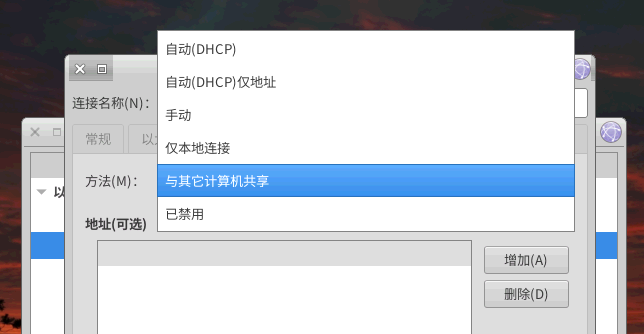 自动(DHCP)
自动(DHCP)仅地址
连接名称(N)：
手动
常规
以
仅本地连接
方法(M)：
与其它计算机共享
以
已禁用
地址(可选)
增加(A)
删除(D)